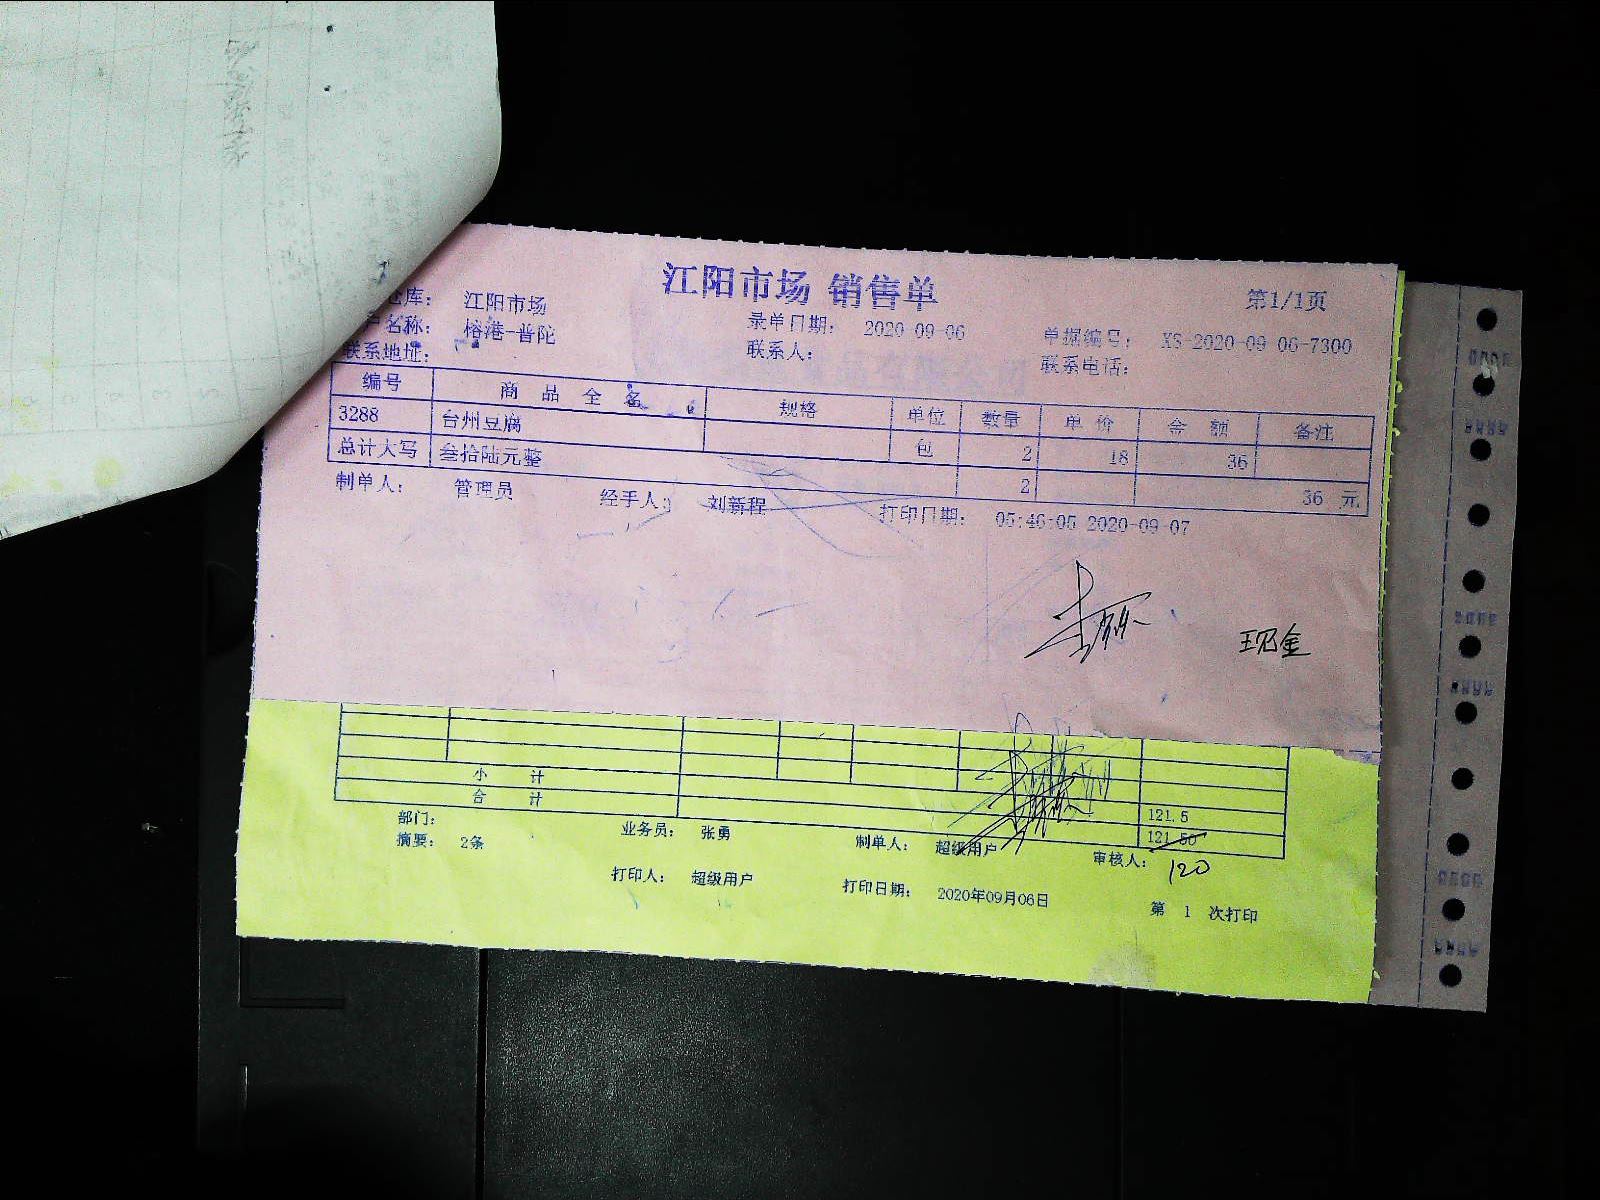 江阳市场 销售单
第1/1页
仓库： 江阳市场
户名称： 榕港-普陀 录单日期： 2020-09-06 单据编号： XS-2020-09-06-7300
联系地址： 联系人： 联系电话：
编号 商品全名 规格 单位 数量 单价 金额 备注
3288 台州豆腐 包 2 18 36
总计大写 叁拾陆元整 2 36 元
制单人： 管理员 经手人： 刘新程 打印日期： 05:46:05 2020-09-07
现金
小计 121.5
合计 121.50
120
部门： 业务员： 张勇 制单人： 超级用户 审核人：
摘要： 2条
打印人： 超级用户 打印日期： 2020年09月06日 第 1 次打印